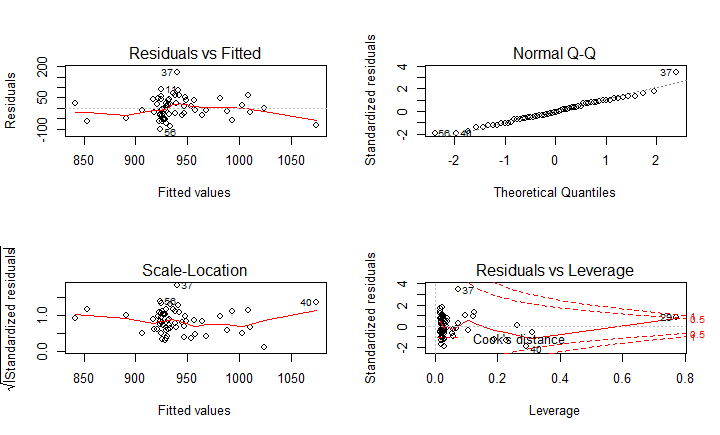 Residuals vs Fitted
Residuals
-100 50 200
37
11
56
850 900 950 1000 1050
Fitted values
Normal Q-Q
Standardized residuals
-2 0 2 4
37
56
-2 -1 0 1 2
Theoretical Quantiles
Scale-Location
√|Standardized residuals|
0.0 1.0
37
56
40
850 900 950 1000 1050
Fitted values
Residuals vs Leverage
Standardized residuals
-2 0 2 4
37
40
Cook's distance
1
0.5
0.5
1
0.0 0.2 0.4 0.6 0.8
Leverage